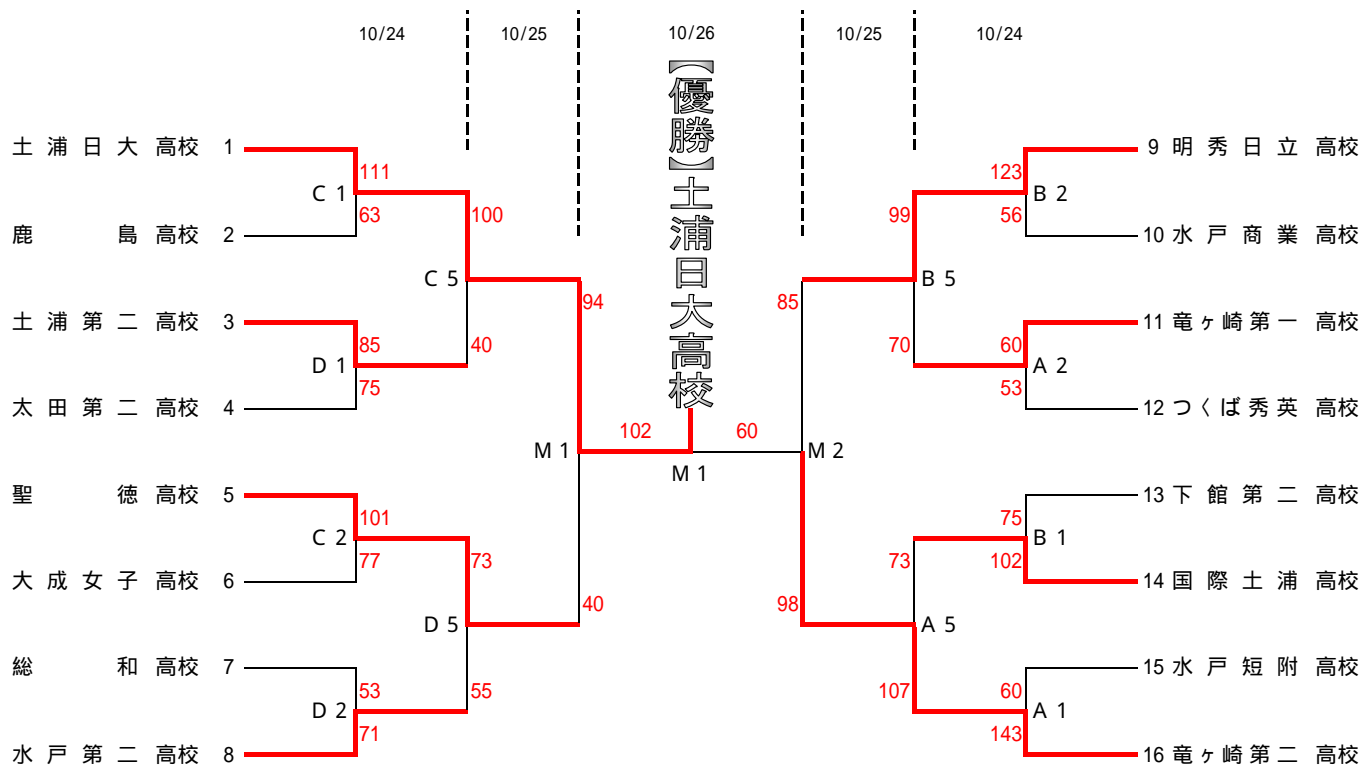 10/24
10/25
10/26
10/25
10/24
【優勝】土浦日大高校
土浦日大高校 1
鹿島高校 2
土浦第二高校 3
太田第二高校 4
聖徳高校 5
大成女子高校 6
総和高校 7
水戸第二高校 8
C 1
111
63
D 1
85
75
C 2
101
77
D 2
53
71
C 5
100
40
D 5
73
55
M 1
94
40
102
60
M 1
M 2
85
98
B 5
99
70
A 5
73
107
B 2
123
56
A 2
60
53
B 1
75
102
A 1
60
143
9 明秀日立高校
10 水戸商業高校
11 竜ヶ崎第一高校
12 つくば秀英高校
13 下館第二高校
14 国際土浦高校
15 水戸短附高校
16 竜ヶ崎第二高校